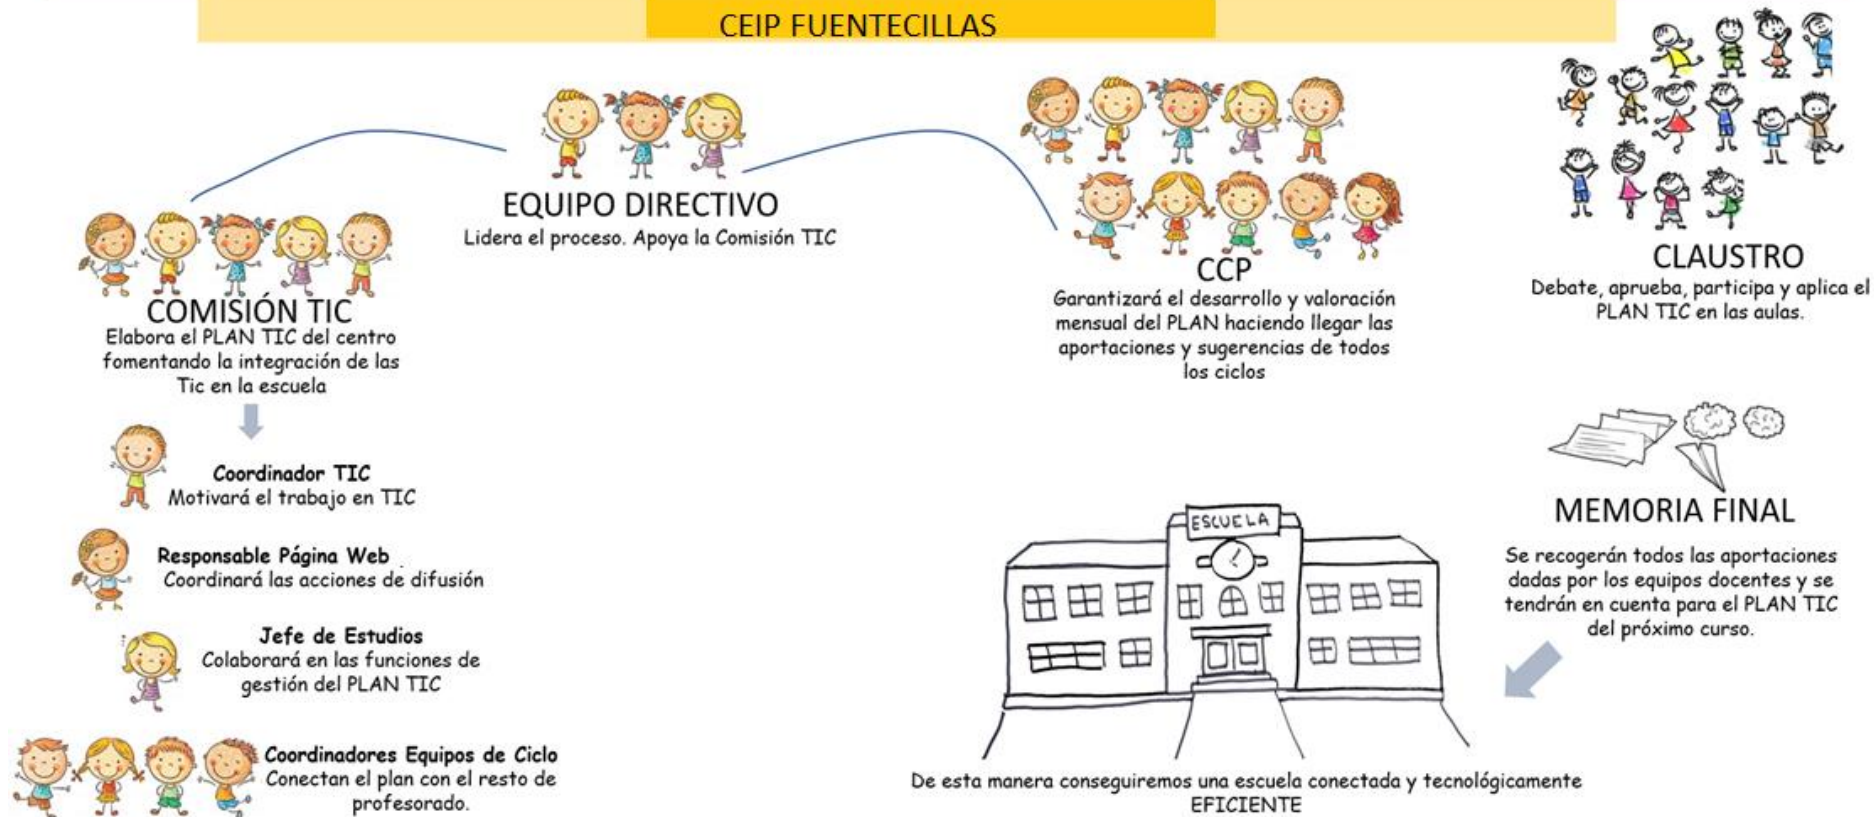 CEIP FUENTECILLAS
EQUIPO DIRECTIVO
Lidera el proceso. Apoya la Comisión TIC
COMISIÓN TIC
Elabora el PLAN TIC del centro
fomentando la integración de las
Tic en la escuela
Coordinador TIC
Motivará el trabajo en TIC
Responsable Página Web
Coordinará las acciones de difusión
Jefe de Estudios
Colaborará en las funciones de
gestión del PLAN TIC
Coordinadores Equipos de Ciclo
Conectan el plan con el resto de
profesorado.
CCP
Garantizará el desarrollo y valoración
mensual del PLAN haciendo llegar las
aportaciones y sugerencias de todos
los ciclos
CLAUSTRO
Debate, aprueba, participa y aplica el
PLAN TIC en las aulas.
MEMORIA FINAL
Se recogerán todos las aportaciones
dadas por los equipos docentes y se
tendrán en cuenta para el PLAN TIC
del próximo curso.
ESCUELA
De esta manera conseguiremos una escuela conectada y tecnológicamente
EFICIENTE